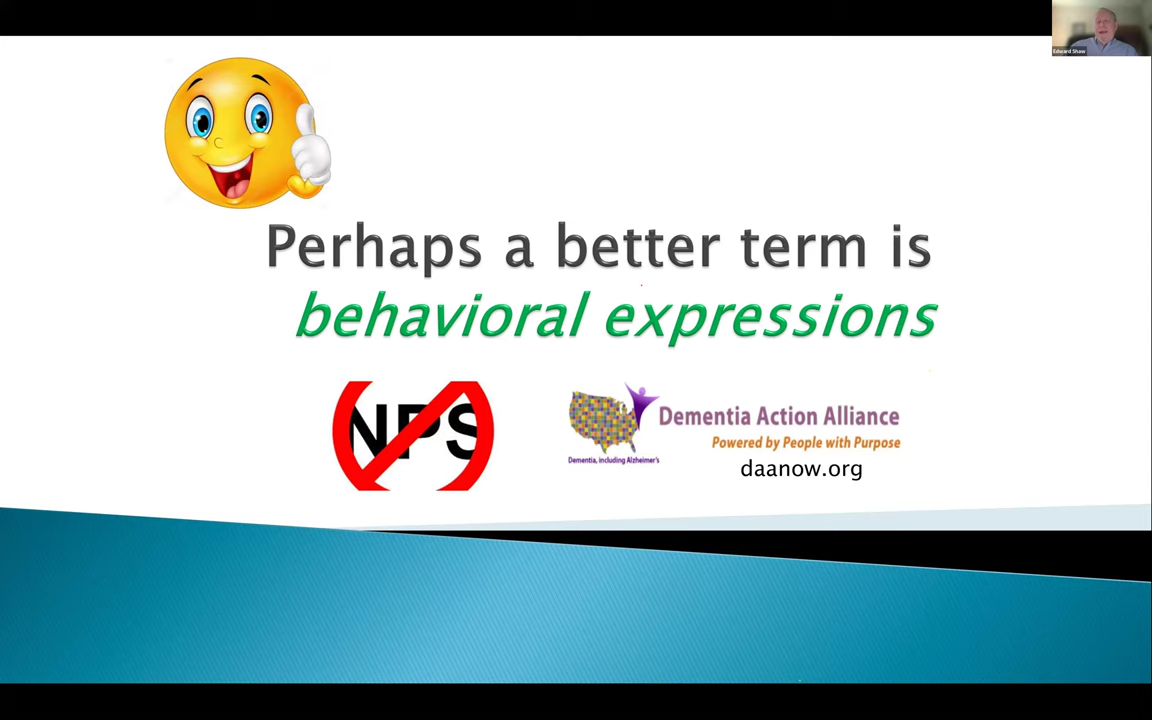 Edward Shaw
Perhaps a better term is
behavioral expressions
NPS
Dementia Action Alliance
Powered by People with Purpose
Dementia, including Alzheimer's
daanow.org